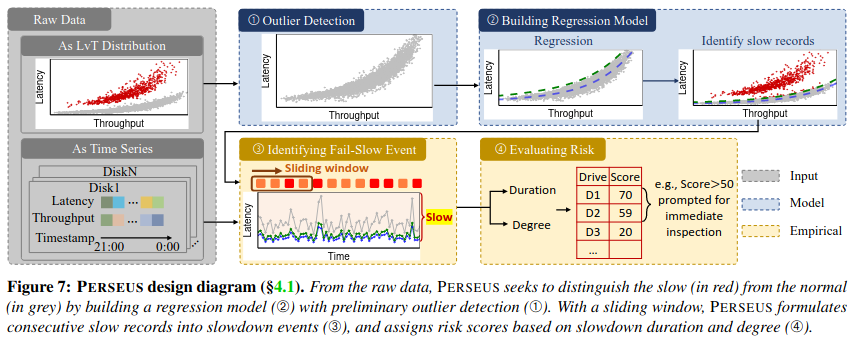 Raw Data
As LvT Distribution
Latency
Throughput
As Time Series
DiskN
Disk1
Latency
...
Throughput
...
Timestamp
21:00
0:00
...
① Outlier Detection
Latency
Throughput
② Building Regression Model
Regression
Latency
Throughput
Identify slow records
Latency
Throughput
③ Identifying Fail-Slow Event
Sliding window
Latency
Time
Slow
④ Evaluating Risk
Duration
Degree
Drive Score
D1 70
D2 59
D3 20
...
e.g., Score>50
prompted for
immediate
inspection
Input
Model
Empirical
Figure 7: PERSEUS design diagram (§4.1). From the raw data, PERSEUS seeks to distinguish the slow (in red) from the normal
(in grey) by building a regression model (②) with preliminary outlier detection (①). With a sliding window, PERSEUS formulates
consecutive slow records into slowdown events (③), and assigns risk scores based on slowdown duration and degree (④).